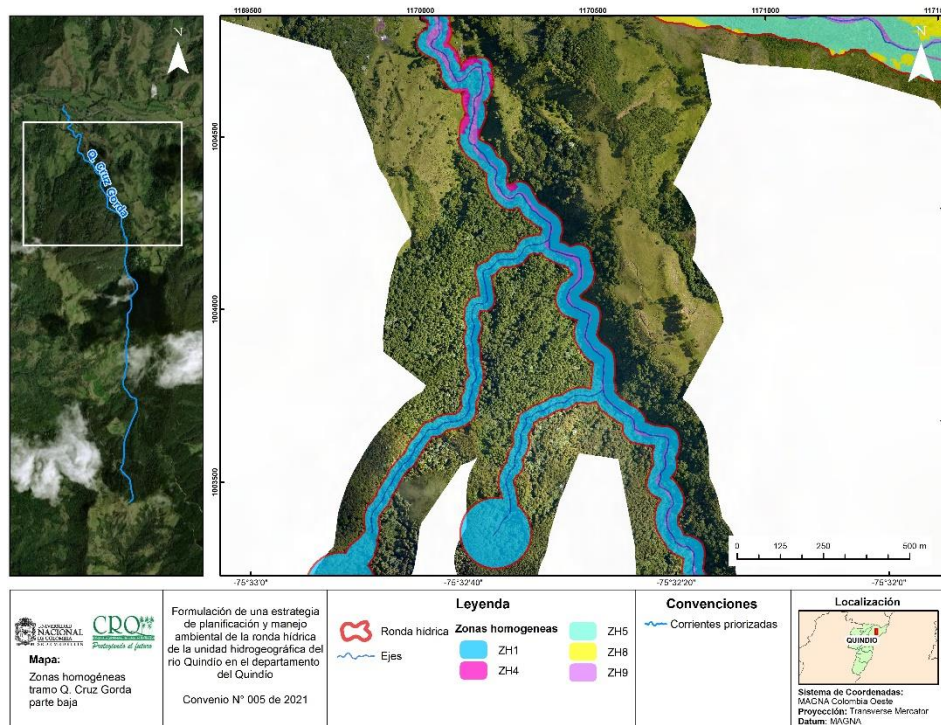 1189500
1170000
1170500
1171000
N
N
Q. Cruz Gorda
1004500
1004000
1003500
0 125 250 500 m
-75°33'0"
-75°32'40"
-75°32'20"
-75°32'0"
UNIVERSIDAD
NACIONAL
DE COLOMBIA
CRQ
Protegiendo el futuro
Mapa:
Zonas homogéneas
tramo Q. Cruz Gorda
parte baja
Formulación de una estrategia
de planificación y manejo
ambiental de la ronda hídrica
de la unidad hidrogeográfica del
rio Quindío en el departamento
del Quindío
Convenio N° 005 de 2021
Leyenda
Ronda hídrica
Ejes
Zonas homogeneas
ZH1
ZH4
ZH5
ZH8
ZH9
Convenciones
Corrientes priorizadas
Localización
QUINDIO
Sistema de Coordenadas:
MAGNA Colombia Oeste
Proyección: Transverse Mercator
Datum: MAGNA